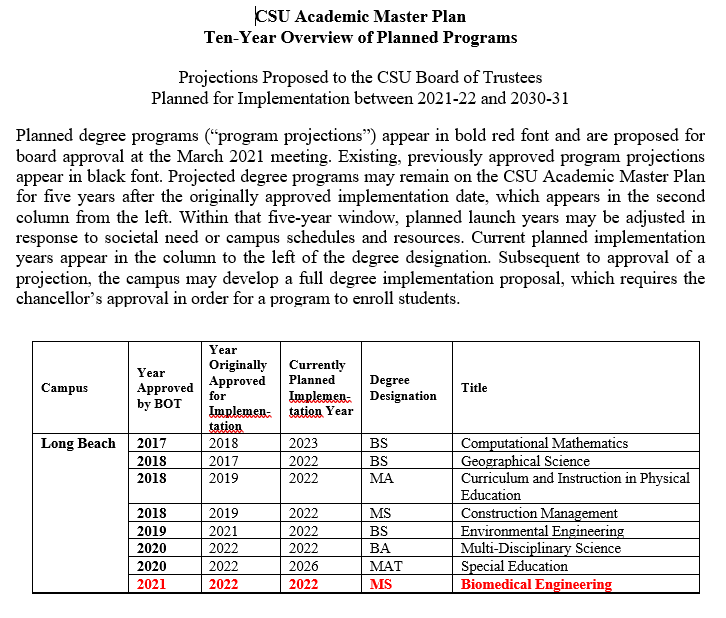 CSU Academic Master Plan
Ten-Year Overview of Planned Programs
Projections Proposed to the CSU Board of Trustees
Planned for Implementation between 2021-22 and 2030-31
Planned degree programs (“program projections”) appear in bold red font and are proposed for
board approval at the March 2021 meeting. Existing, previously approved program projections
appear in black font. Projected degree programs may remain on the CSU Academic Master Plan
for five years after the originally approved implementation date, which appears in the second
column from the left. Within that five-year window, planned launch years may be adjusted in
response to societal need or campus schedules and resources. Current planned implementation
years appear in the column to the left of the degree designation. Subsequent to approval of a
projection, the campus may develop a full degree implementation proposal, which requires the
chancellor’s approval in order for a program to enroll students.
Campus
Year
Approved
by BOT
Year
Originally
Approved
for
Implemen-
tation
Currently
Planned
Implemen-
tation Year
Degree
Designation
Title
Long Beach 2017 2018 2023 BS Computational Mathematics
2018 2017 2022 BS Geographical Science
2018 2019 2022 MA Curriculum and Instruction in Physical
Education
2018 2019 2022 MS Construction Management
2019 2021 2022 BS Environmental Engineering
2020 2022 2022 BA Multi-Disciplinary Science
2020 2022 2026 MAT Special Education
2021 2022 2022 MS Biomedical Engineering